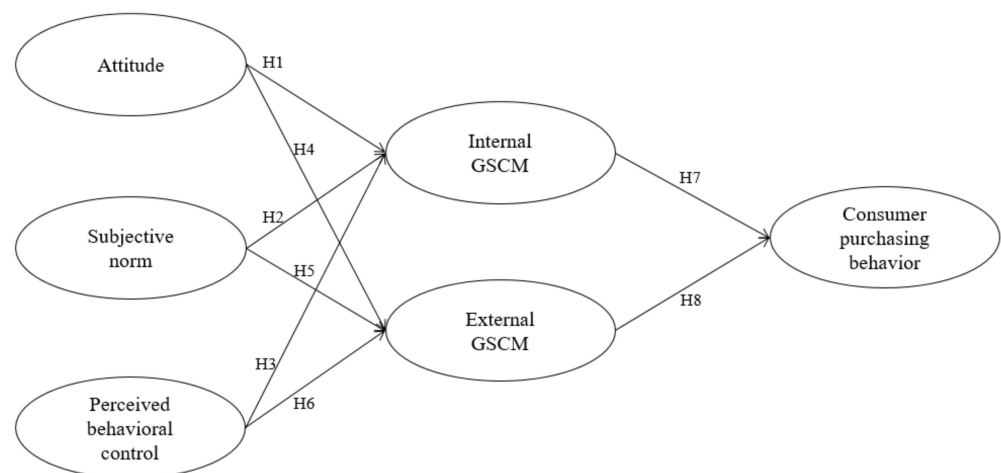 Attitude
H1
Internal
GSCM
H4
H7
Subjective
norm
H2
Consumer
purchasing
behavior
H5
External
GSCM
H8
H3
Perceived
behavioral
control
H6